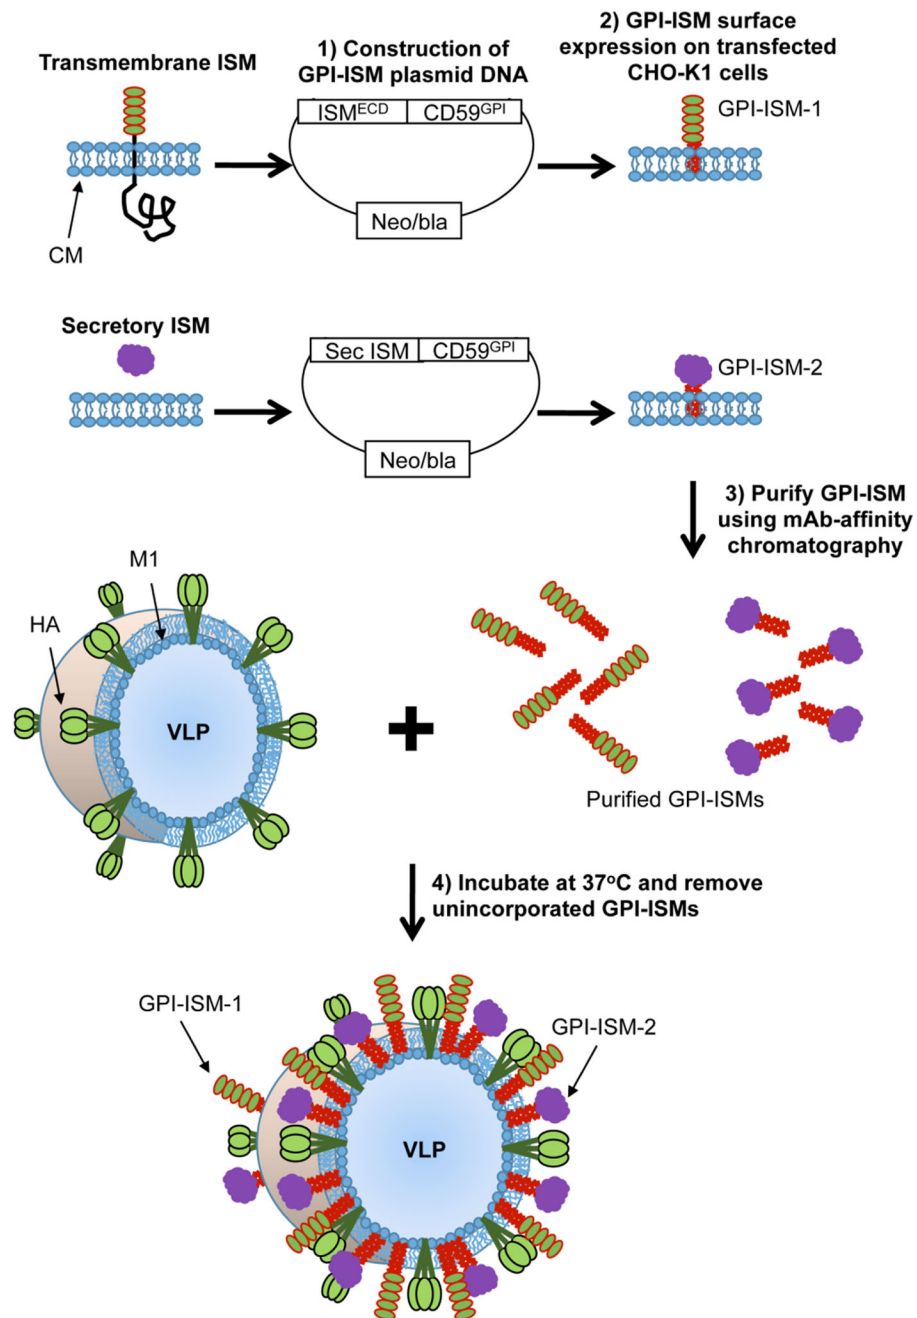 Transmembrane ISM
1) Construction of
GPI-ISM plasmid DNA
2) GPI-ISM surface
expression on transfected
CHO-K1 cells
ISMᴱᶜᴰ
CD59ᴳᴾᴵ
Neo/bla
GPI-ISM-1
CM
Secretory ISM
Sec ISM
CD59ᴳᴾᴵ
Neo/bla
GPI-ISM-2
3) Purify GPI-ISM
using mAb-affinity
chromatography
M1
HA
VLP
+
Purified GPI-ISMs
4) Incubate at 37ºC and remove
unincorporated GPI-ISMs
GPI-ISM-1
GPI-ISM-2
VLP